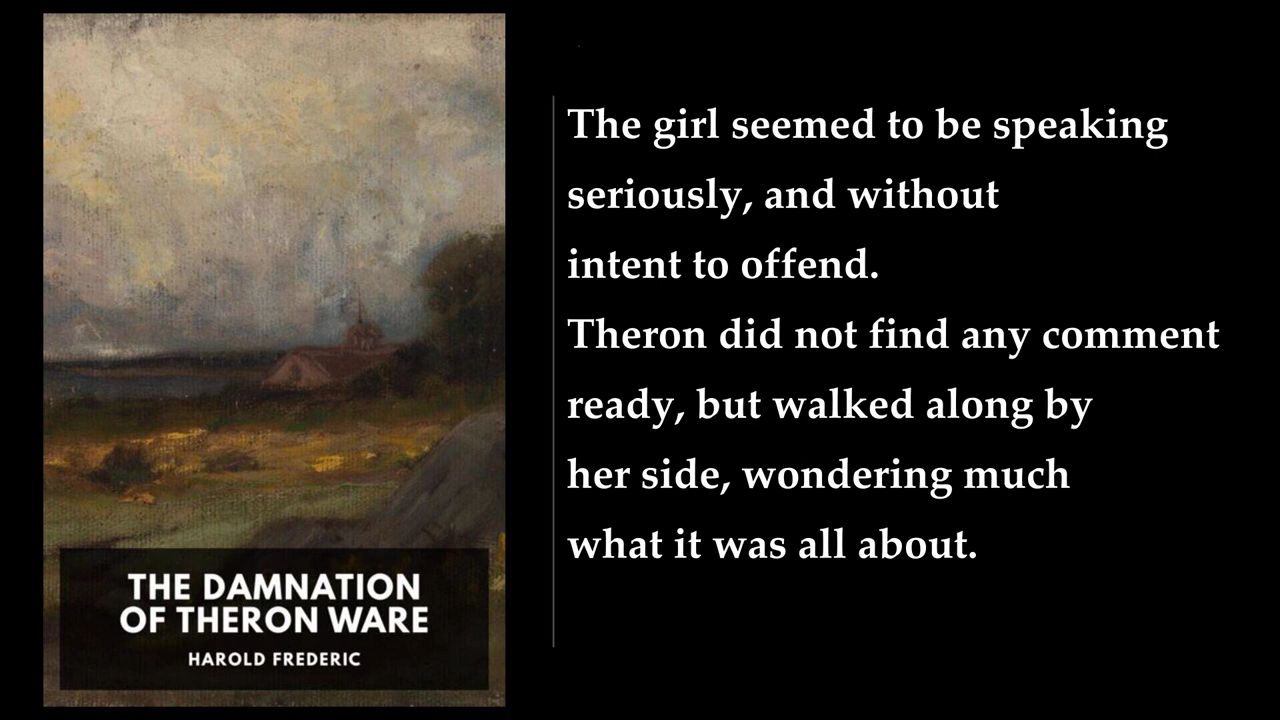 THE DAMNATION
OF THERON WARE
HAROLD FREDERIC
The girl seemed to be speaking
seriously, and without
intent to offend.
Theron did not find any comment
ready, but walked along by
her side, wondering much
what it was all about.